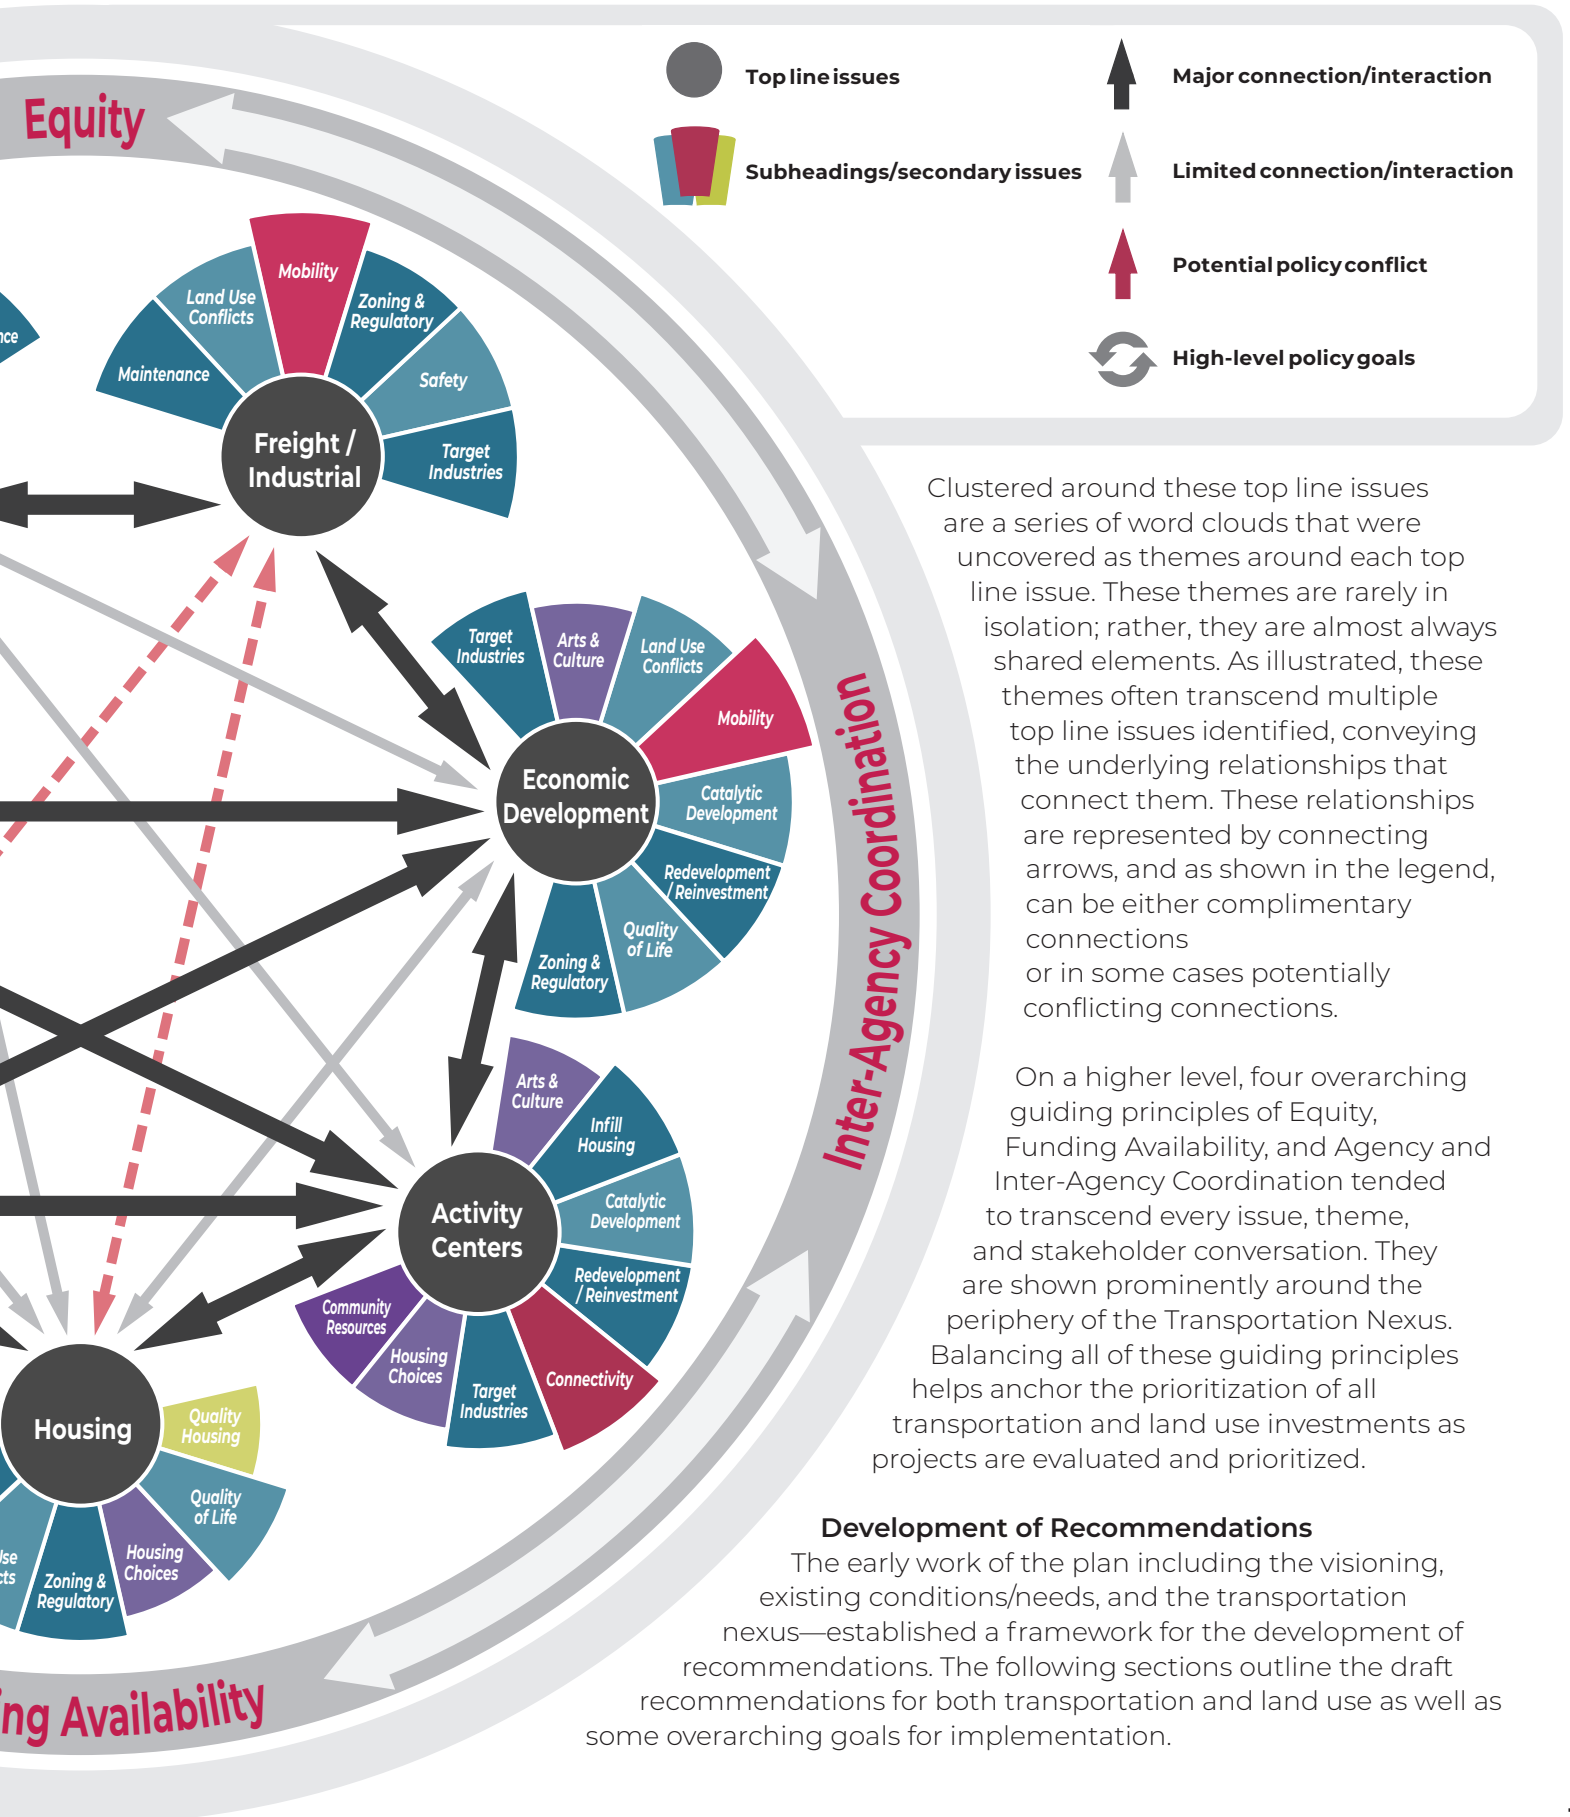 Top line issues
Subheadings/secondary issues
Major connection/interaction
Limited connection/interaction
Potential policy conflict
High-level policy goals
Equity
Mobility
Land Use
Conflicts
Zoning &
Regulatory
Maintenance
Safety
Target
Industries
Freight /
Industrial
nce
Target
Industries
Arts &
Culture
Land Use
Conflicts
Mobility
Catalytic
Development
Redevelopment
/ Reinvestment
Quality
of Life
Zoning &
Regulatory
Economic
Development
Inter-Agency Coordination
Arts &
Culture
Infill
Housing
Catalytic
Development
Redevelopment
/ Reinvestment
Connectivity
Target
Industries
Housing
Choices
Community
Resources
Activity
Centers
Housing
Quality
Housing
Quality
of Life
Housing
Choices
Zoning &
Regulatory
Use
cts
ing Availability
Clustered around these top line issues
are a series of word clouds that were
uncovered as themes around each top
line issue. These themes are rarely in
isolation; rather, they are almost always
shared elements. As illustrated, these
themes often transcend multiple
top line issues identified, conveying
the underlying relationships that
connect them. These relationships
are represented by connecting
arrows, and as shown in the legend,
can be either complimentary
connections
or in some cases potentially
conflicting connections.
On a higher level, four overarching
guiding principles of Equity,
Funding Availability, and Agency and
Inter-Agency Coordination tended
to transcend every issue, theme,
and stakeholder conversation. They
are shown prominently around the
periphery of the Transportation Nexus.
Balancing all of these guiding principles
helps anchor the prioritization of all
transportation and land use investments as
projects are evaluated and prioritized.
Development of Recommendations
The early work of the plan including the visioning,
existing conditions/needs, and the transportation
nexus—established a framework for the development of
recommendations. The following sections outline the draft
recommendations for both transportation and land use as well as
some overarching goals for implementation.